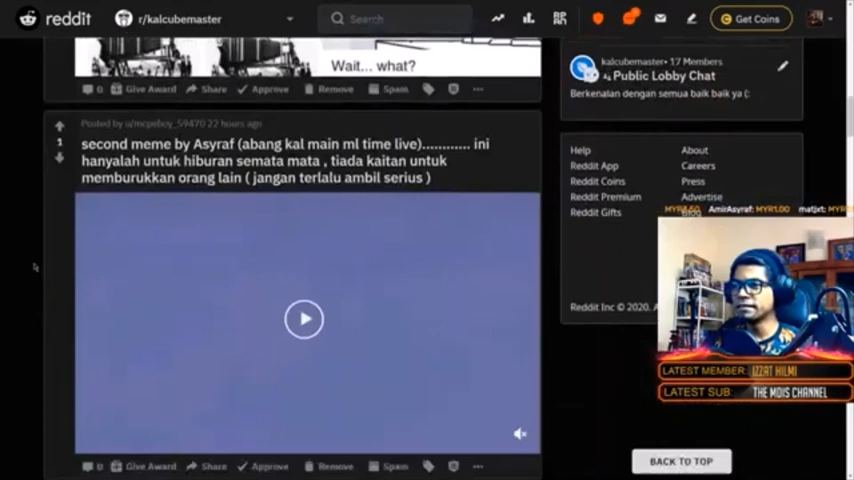 reddit
r/kalcubemaster
Search
Get Coins
Wait... what?
0 Give Award Share Approve Remove Spam
kalcubemaster• 17 Members
Public Lobby Chat
Berkenalan dengan semua baik baik ya (:
Posted by u/mcpeboy_59470 22 hours ago
1
second meme by Asyraf (abang kal main ml time live)............ ini
hanyalah untuk hiburan semata mata , tiada kaitan untuk
memburukkan orang lain ( jangan terlalu ambil serius )
Help About
Reddit App Careers
Reddit Coins Press
Reddit Premium Advertise
Reddit Gifts Blog
AmirAsyraf: MYR1.00 matjxt:
Reddit Inc © 2020.
LATEST MEMBER: IZZAT HILMI
LATEST SUB: THE MOIS CHANNEL
0 Give Award Share Approve Remove Spam
BACK TO TOP